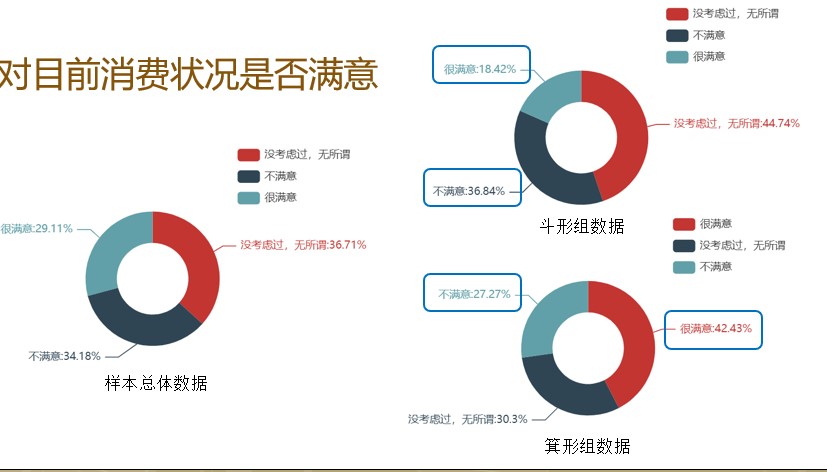 对目前消费状况是否满意
没考虑过，无所谓
不满意
很满意
很满意:29.11%
没考虑过，无所谓:36.71%
不满意:34.18%
样本总体数据
没考虑过，无所谓
不满意
很满意
很满意:18.42%
没考虑过，无所谓:44.74%
不满意:36.84%
斗形组数据
很满意
没考虑过，无所谓
不满意
不满意:27.27%
很满意:42.43%
没考虑过，无所谓:30.3%
箕形组数据